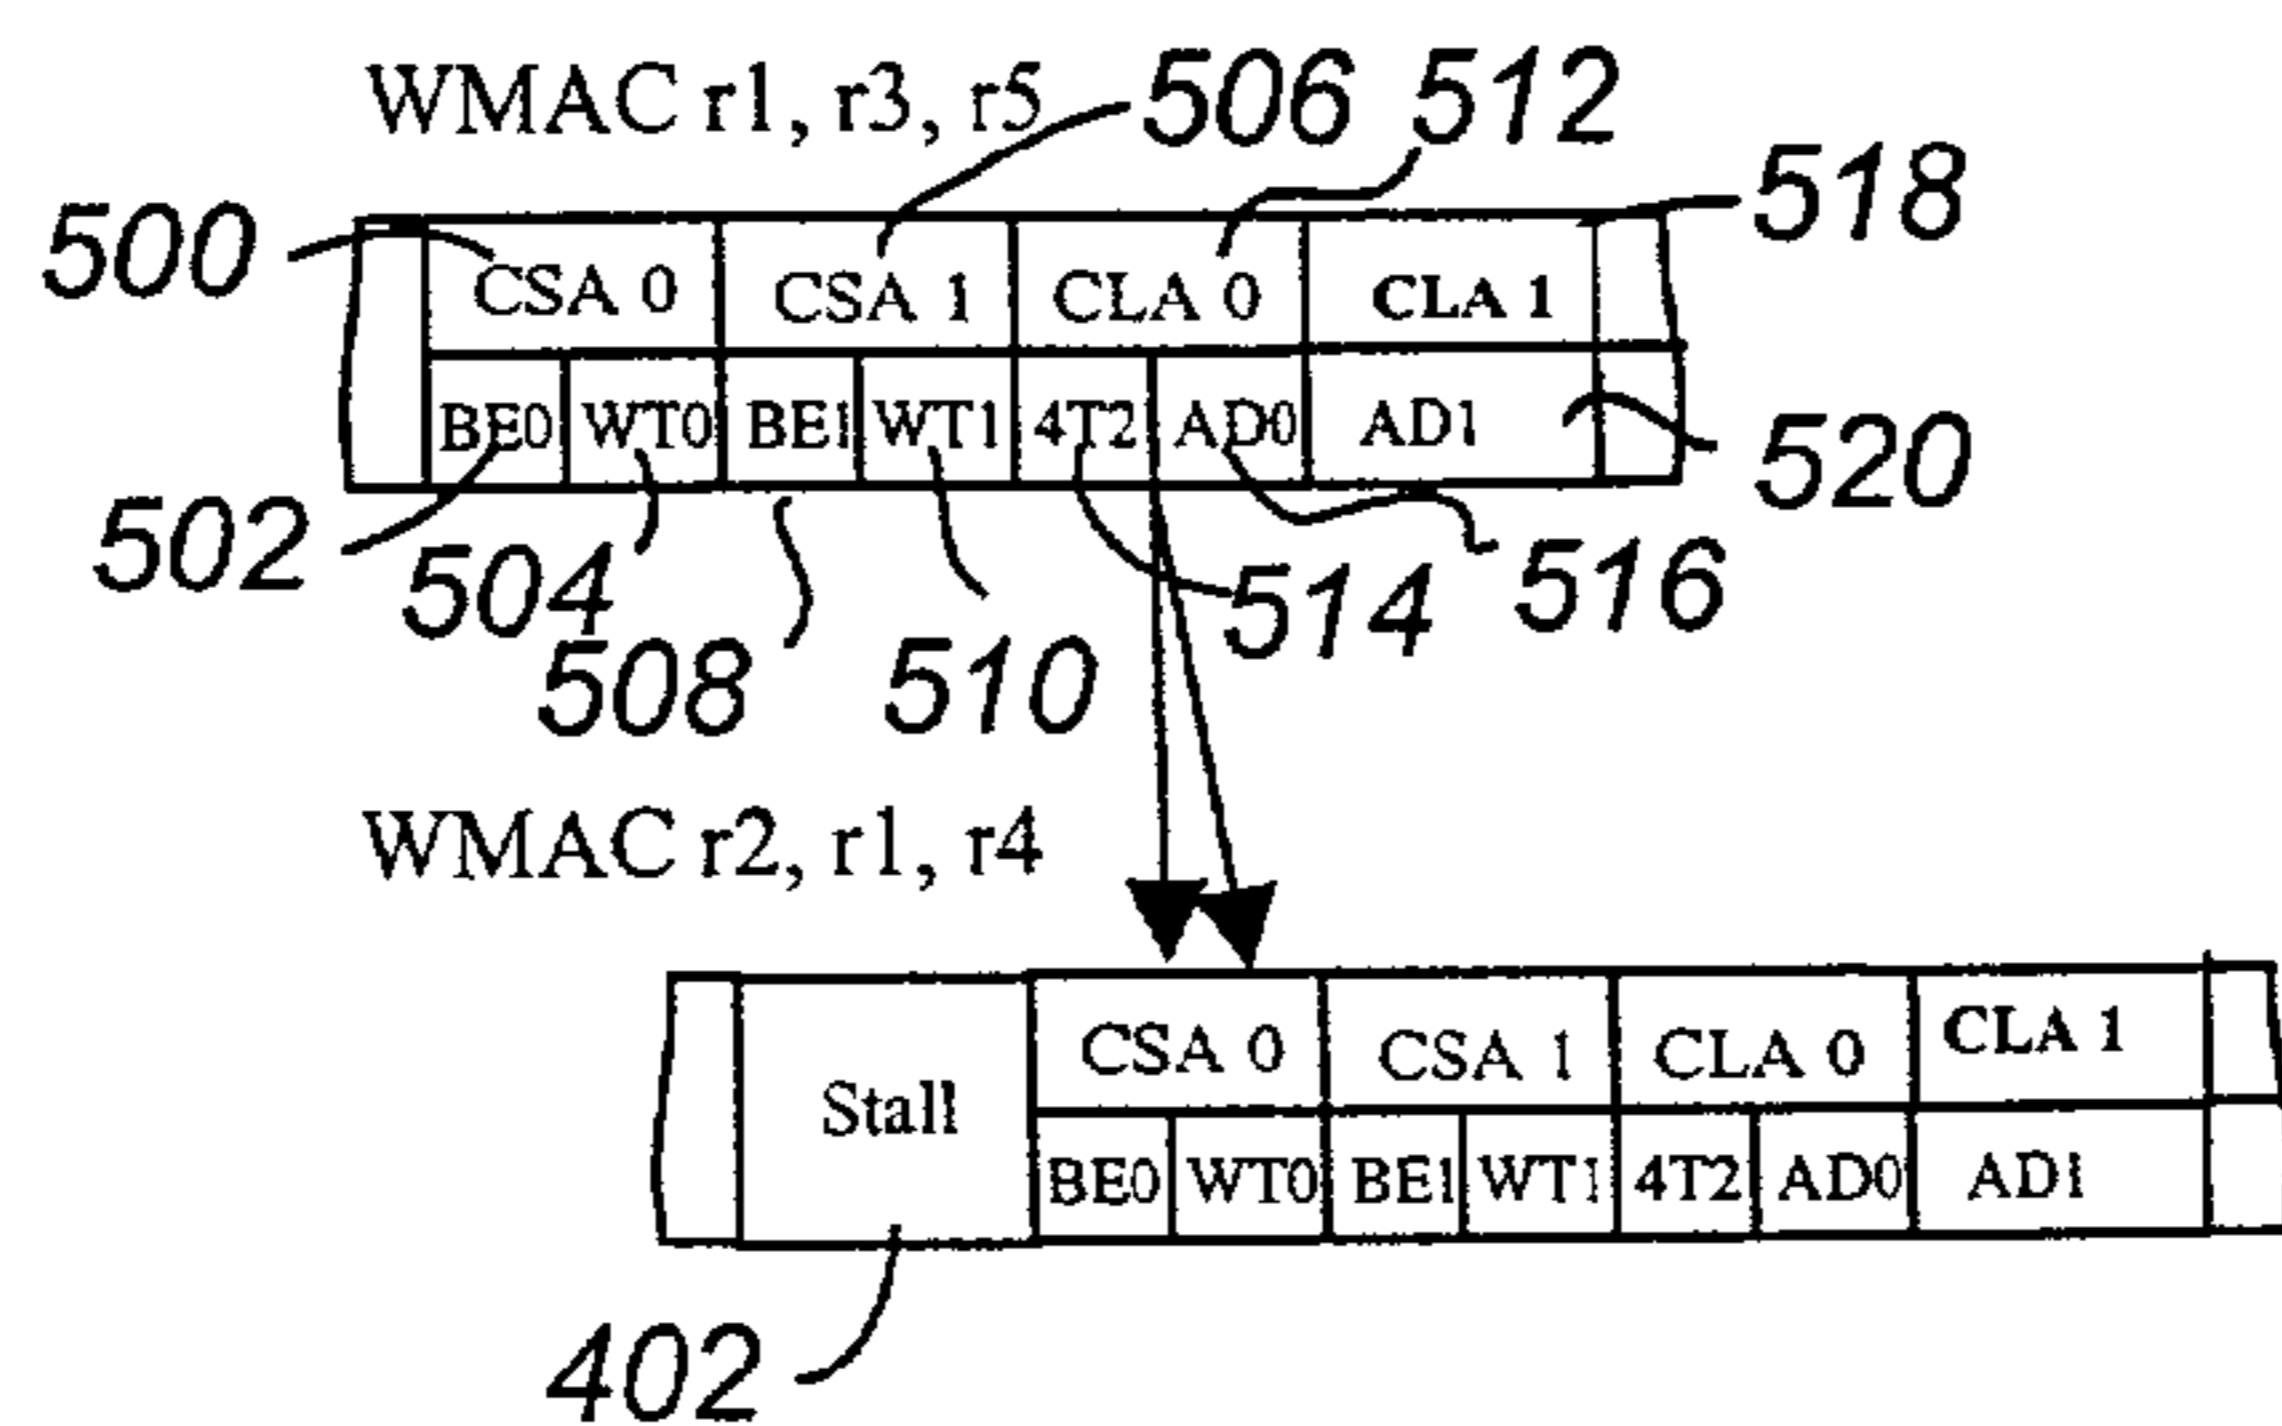 WMAC r1, r3, r5 506 512
500 518
CSA 0 CSA 1 CLA 0 CLA 1
BE0 WT0 BE1 WT1 4T2 AD0 AD1
502 504 508 510 514 516 520
WMAC r2, r1, r4
Stall CSA 0 CSA 1 CLA 0 CLA 1
BE0 WT0 BE1 WT1 4T2 AD0 AD1
402